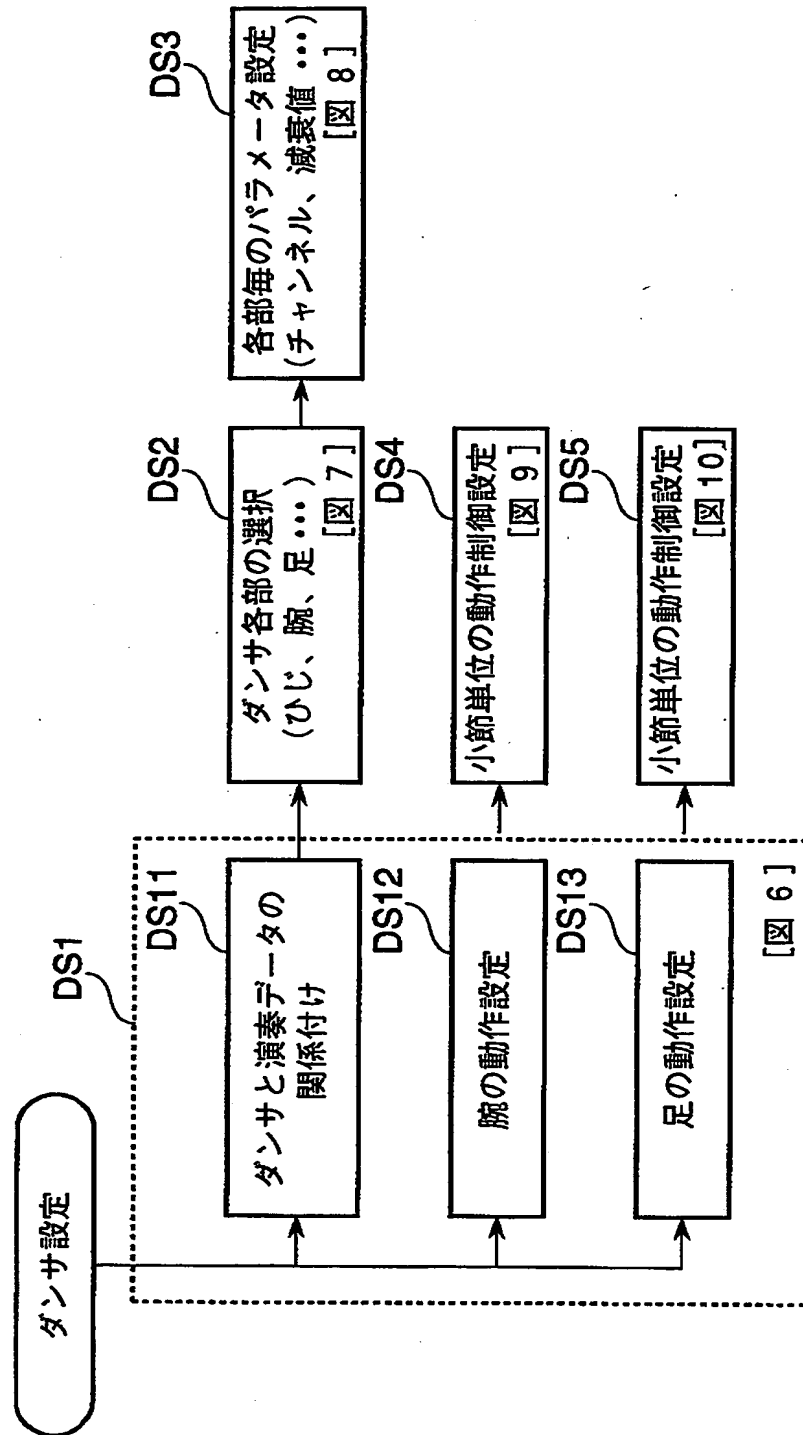 ダンサ設定
DS1
DS11
ダンサと演奏データの
関係付け
DS12
腕の動作設定
DS13
足の動作設定
[図 6]
DS2
ダンサ各部の選択
(ひじ、腕、足・・・)
[図 7]
DS3
各部毎のパラメータ設定
(チャンネル、減衰値・・・)
[図 8]
DS4
小節単位の動作制御設定
[図 9]
DS5
小節単位の動作制御設定
[図 10]